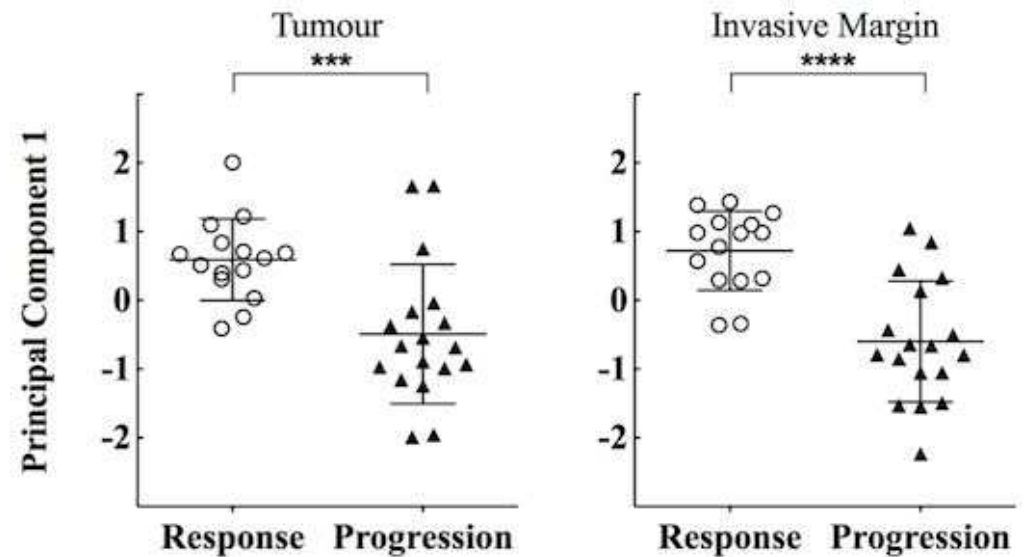 Tumour
***
Principal Component 1
2
1
0
-1
-2
Response Progression
Invasive Margin
****
2
1
0
-1
-2
Response Progression